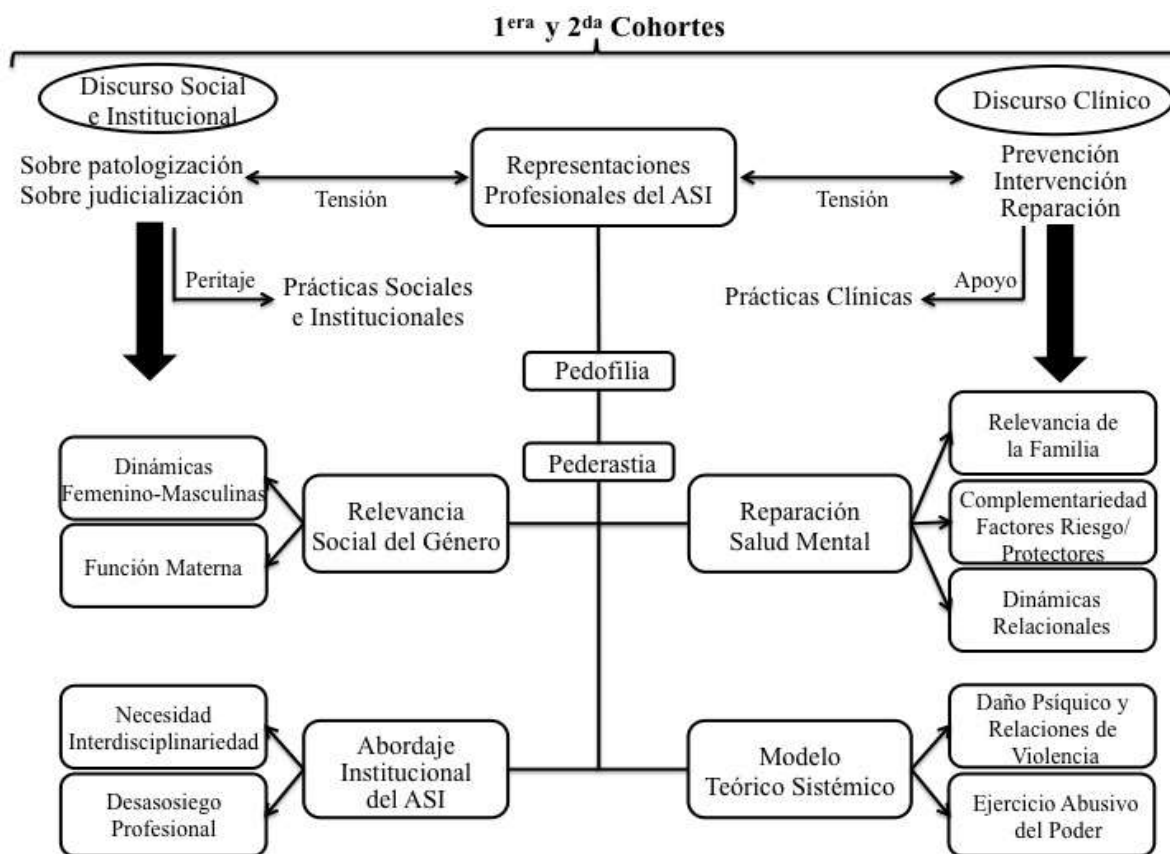 1era y 2da Cohortes
Discurso Social
e Institucional
Discurso Clínico
Sobre patologización
Sobre judicialización
Tensión
Representaciones
Profesionales del ASI
Tensión
Prevención
Intervención
Reparación
Peritaje
Prácticas Sociales
e Institucionales
Prácticas Clínicas
Apoyo
Pedofilia
Pederastia
Dinámicas
Femenino-Masculinas
Función Materna
Relevancia
Social del Género
Reparación
Salud Mental
Relevancia de
la Familia
Complementariedad
Factores Riesgo/
Protectores
Dinámicas
Relacionales
Necesidad
Interdisciplinariedad
Desasosiego
Profesional
Abordaje
Institucional
del ASI
Modelo
Teórico Sistémico
Daño Psíquico y
Relaciones de
Violencia
Ejercicio Abusivo
del Poder